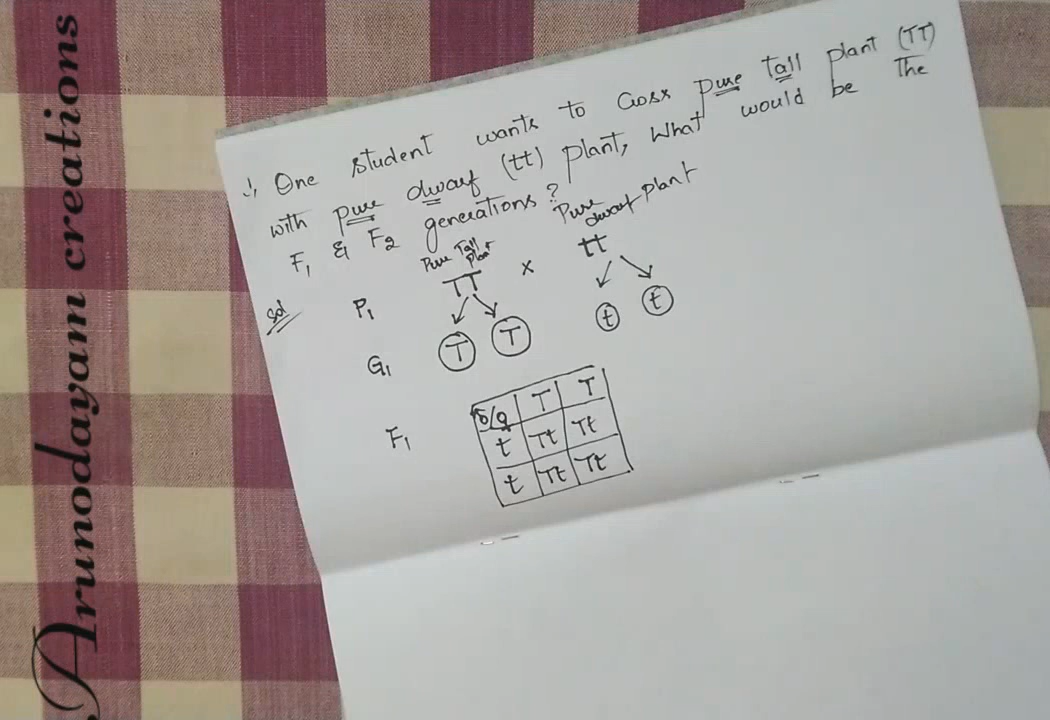 Arunodayam creations
1, One student wants to Cross pure Tall plant (TT)
with pure dwarf (tt) plant, What would be The
F1 & F2 generations?
Sol
Pure Tall plant
Pure dwarf plant
P1 TT x tt
G1 T T t t
F1
♂/♀ T T
t Tt Tt
t Tt Tt